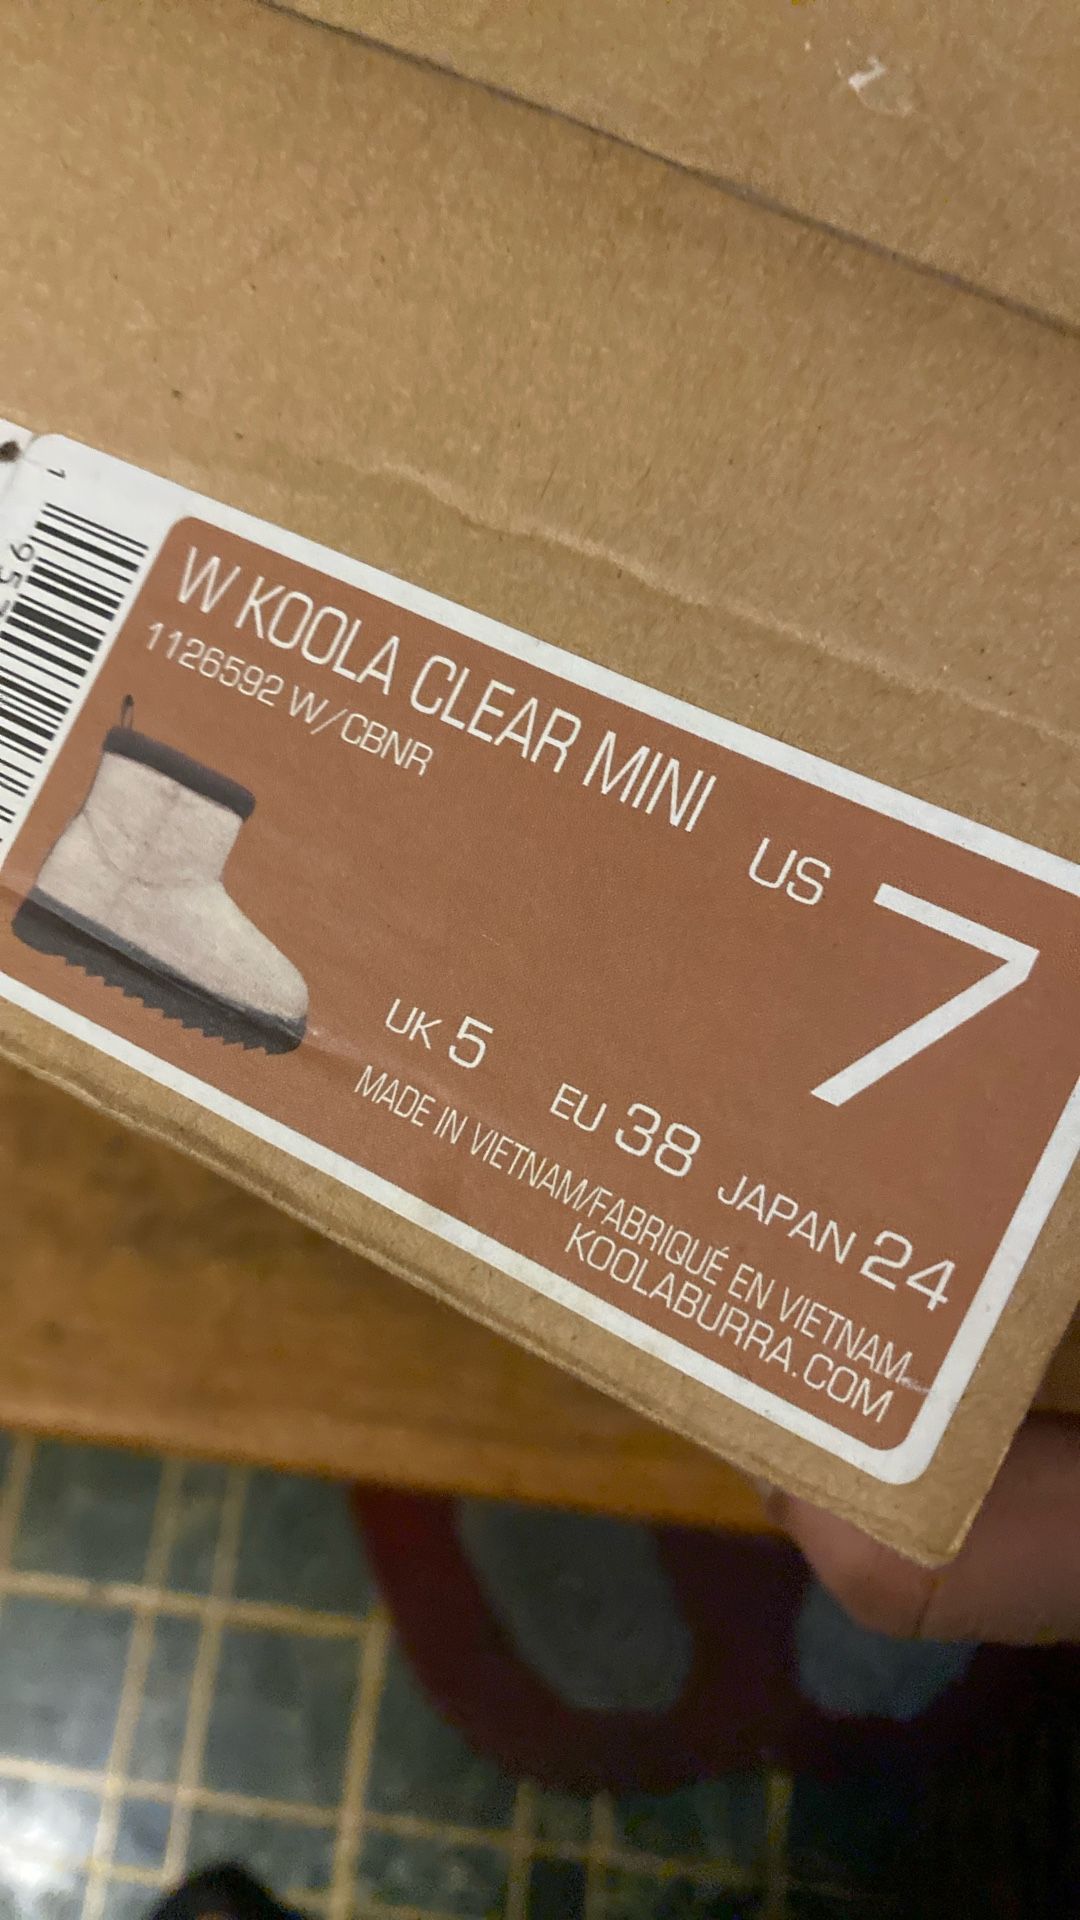 W KOOLA CLEAR MINI
1126592 W/CBNR
US 7
UK 5 EU 38 JAPAN 24
MADE IN VIETNAM/FABRIQUÉ EN VIETNAM
KOOLABURRA.COM
1